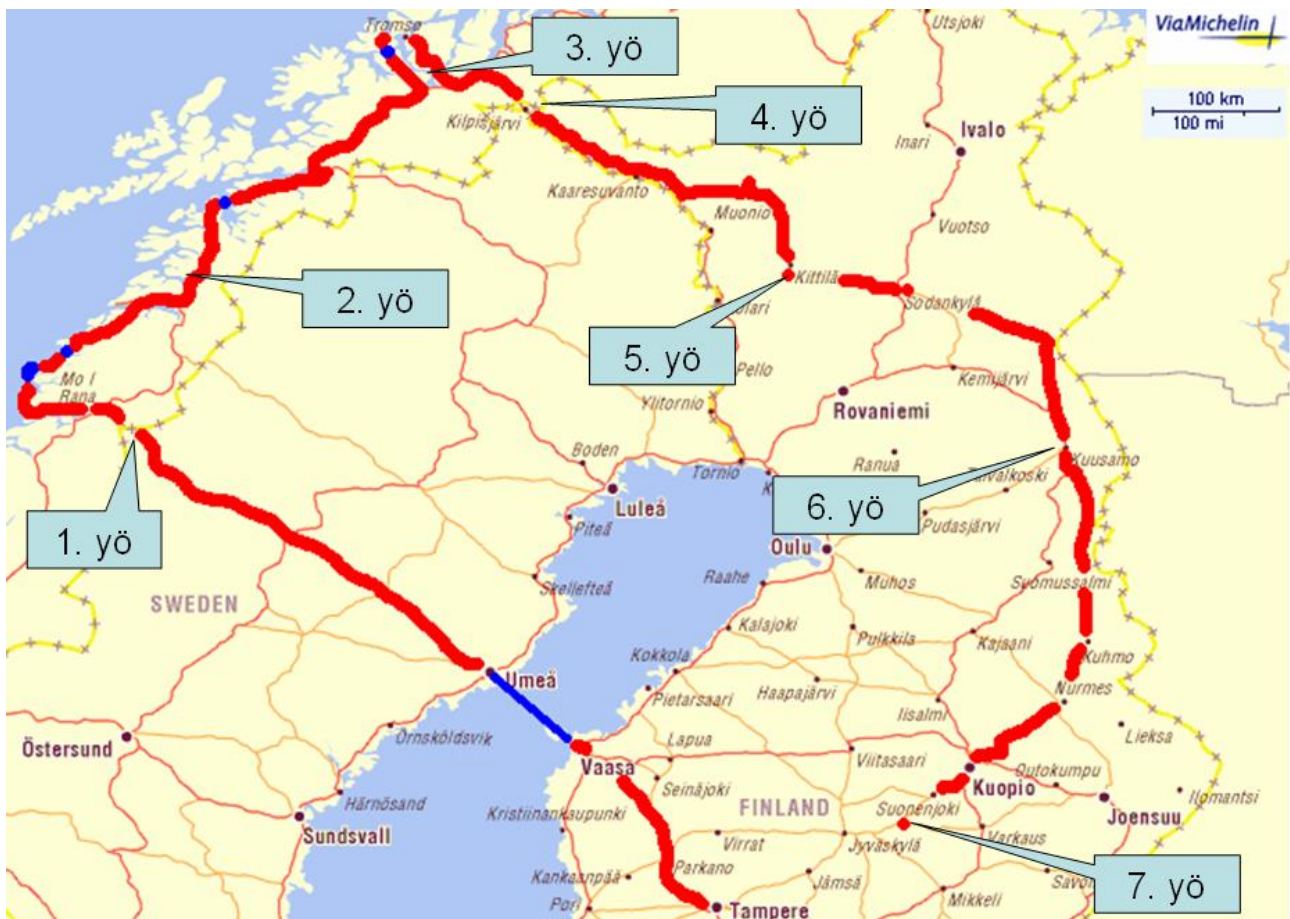 Tromsø
Utsjoki
ViaMichelin
3. yö
100 km
100 mi
Kilpisjärvi
4. yö
Inari
Ivalo
Kaaresuvanto
Muonio
Vuotso
2. yö
Kittilä
Sodankylä
5. yö
Mo I
Rana
Pello
Kemijärvi
Ylitornio
Rovaniemi
Boden
Tornio
Ranua
Kuusamo
1. yö
Luleå
6. yö
Piteå
Pudasjärvi
Oulu
Raahe
Muhos
Suomussalmi
Skellefteå
SWEDEN
Kalajoki
Pulkkila
Kajaani
Kuhmo
Kokkola
Umeå
Pietarsaari
Haapajärvi
Nurmes
Iisalmi
Lieksa
Örnsköldsvik
Östersund
Lapua
Vaasa
Viitasaari
Kuopio
Outokumpu
Seinäjoki
Härnösand
Kristiinankaupunki
FINLAND
Suonenjoki
Joensuu
Ilomantsi
Sundsvall
Virrat
Jyväskylä
Varkaus
Parkano
Kankaanpää
Jämsä
7. yö
Mikkeli
Pori
Tampere